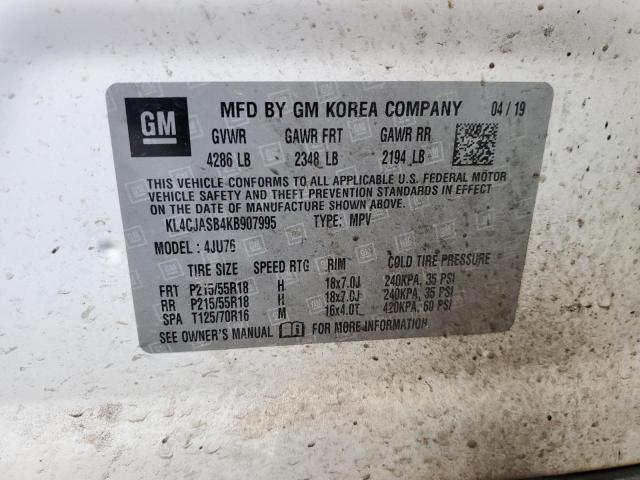 GM MFD BY GM KOREA COMPANY 04 / 19
GVWR GAWR FRT GAWR RR
4286 LB 2348 LB 2194 LB
THIS VEHICLE CONFORMS TO ALL APPLICABLE U.S. FEDERAL MOTOR
VEHICLE SAFETY AND THEFT PREVENTION STANDARDS IN EFFECT
ON THE DATE OF MANUFACTURE SHOWN ABOVE.
KL4CJASB4KB907995 TYPE: MPV
MODEL: 4JU76
TIRE SIZE SPEED RTG RIM COLD TIRE PRESSURE
FRT P215/55R18 H 18x7.0J 240KPA, 35 PSI
RR P215/55R18 H 18x7.0J 240KPA, 35 PSI
SPA T125/70R16 M 16x4.0T 420KPA, 60 PSI
SEE OWNER'S MANUAL FOR MORE INFORMATION